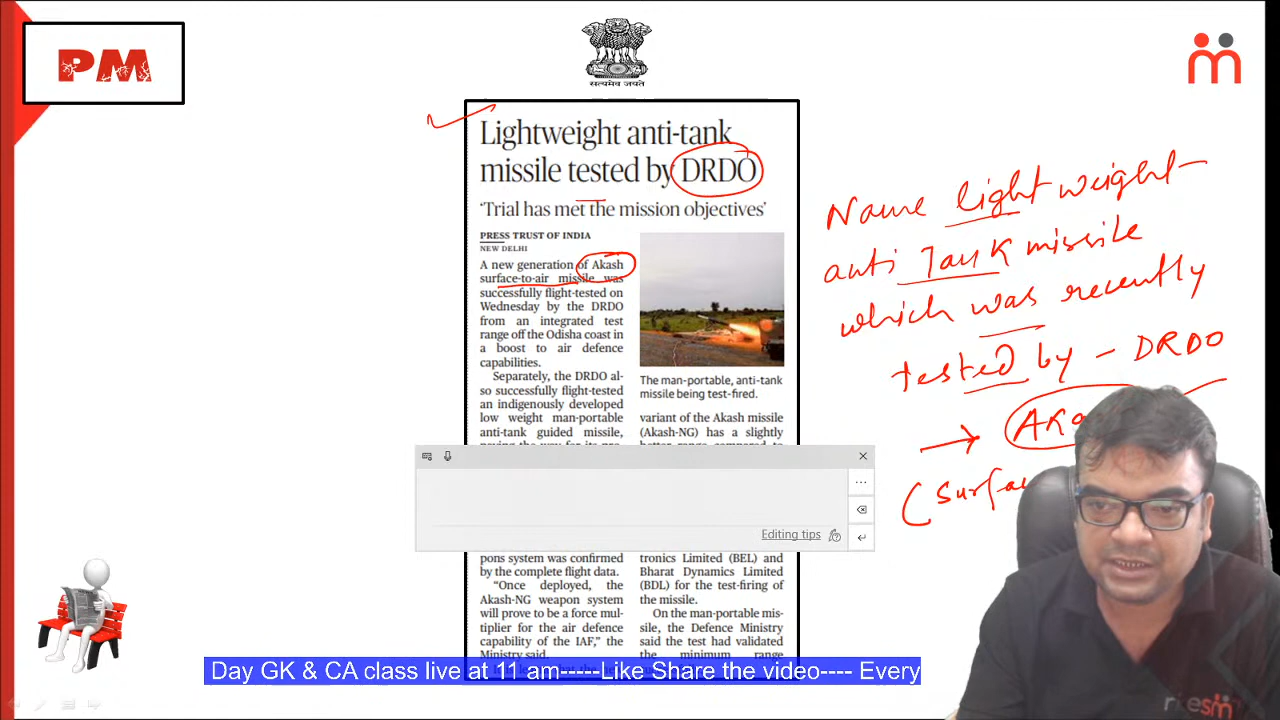 PM
सत्यमेव जयते
Lightweight anti-tank
missile tested by DRDO
‘Trial has met the mission objectives’
PRESS TRUST OF INDIA
NEW DELHI
A new generation of Akash
surface-to-air missile was
successfully flight-tested on
Wednesday by the DRDO
from an integrated test
range off the Odisha coast in
a boost to air defence
capabilities.
Separately, the DRDO al-
so successfully flight-tested
an indigenously developed
low weight man-portable
anti-tank guided missile,
pons system was confirmed
by the complete flight data.
“Once deployed, the
Akash-NG weapon system
will prove to be a force mul-
tiplier for the air defence
capability of the IAF,” the
Ministry said.
The man-portable, anti-tank
missile being test-fired.
variant of the Akash missile
(Akash-NG) has a slightly
tronics Limited (BEL) and
Bharat Dynamics Limited
(BDL) for the test-firing of
the missile.
On the man-portable mis-
sile, the Defence Ministry
said the test had validated
the minimum range
Name light weight
anti Tank missile
which was recently
tested by - DRDO
Editing tips
Day GK & CA class live at 11 am-----Like Share the video---- Every